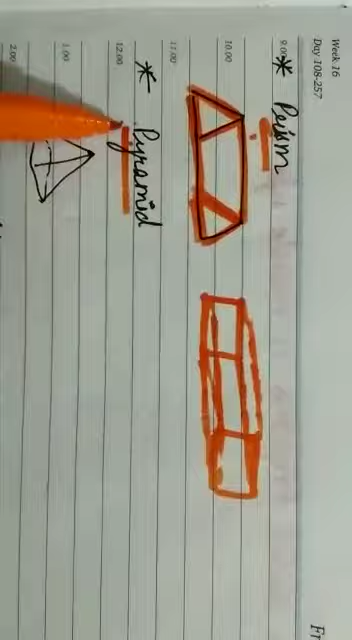 Week 16
Day 108-257
Fr
9.00
* Prism
10.00
11.00
* Pyramid
12.00
1.00
2.00